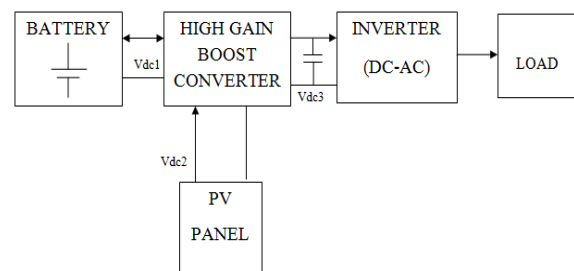 BATTERY
Vdc1
HIGH GAIN
BOOST
CONVERTER
Vdc3
INVERTER
(DC-AC)
LOAD
Vdc2
PV
PANEL